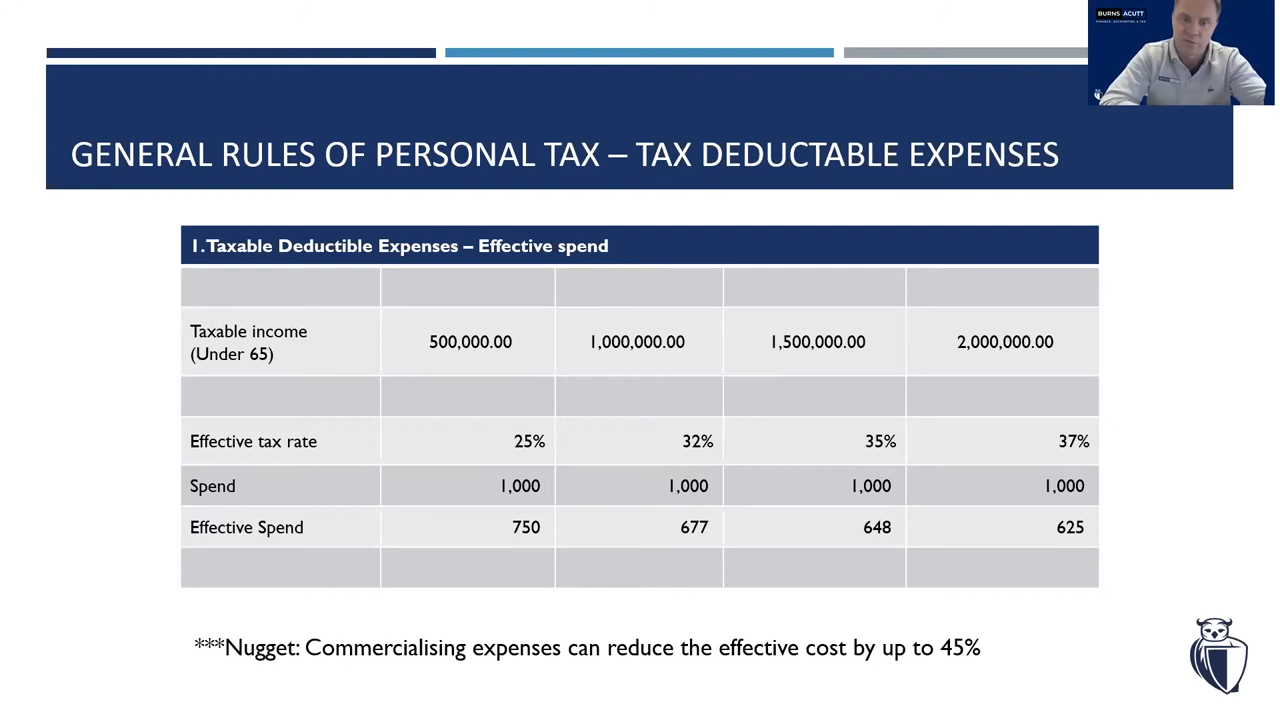 BURNS ACUTT
FINANCE, ACCOUNTING & TAX
GENERAL RULES OF PERSONAL TAX – TAX DEDUCTABLE EXPENSES
1. Taxable Deductible Expenses – Effective spend
Taxable income
(Under 65)
500,000.00 1,000,000.00 1,500,000.00 2,000,000.00
Effective tax rate 25% 32% 35% 37%
Spend 1,000 1,000 1,000 1,000
Effective Spend 750 677 648 625
***Nugget: Commercialising expenses can reduce the effective cost by up to 45%